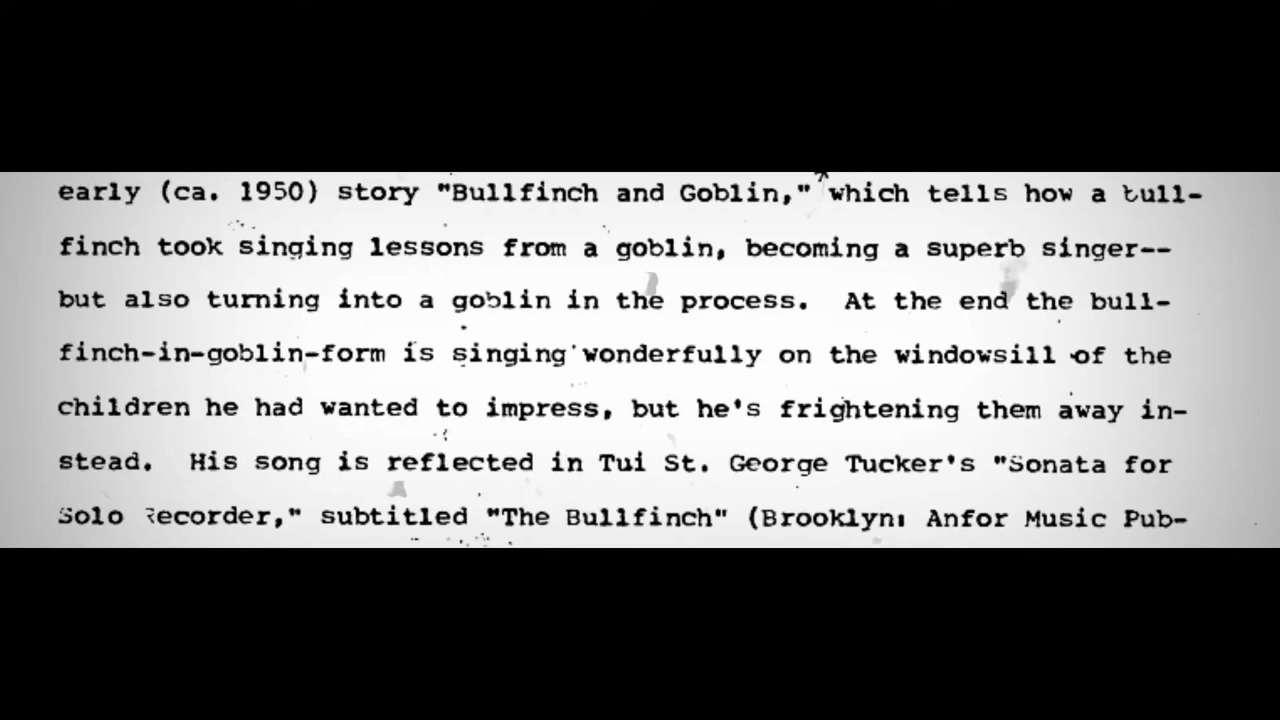 early (ca. 1950) story "Bullfinch and Goblin," which tells how a bull-
finch took singing lessons from a goblin, becoming a superb singer--
but also turning into a goblin in the process. At the end the bull-
finch-in-goblin-form is singing wonderfully on the windowsill of the
children he had wanted to impress, but he's frightening them away in-
stead. His song is reflected in Tui St. George Tucker's "Sonata for
Solo Recorder," subtitled "The Bullfinch" (Brooklyn: Anfor Music Pub-